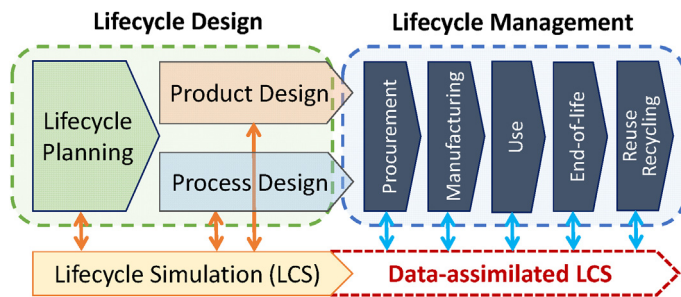 Lifecycle Design
Lifecycle Management
Lifecycle
Planning
Product Design
Process Design
Procurement
Manufacturing
Use
End-of-life
Reuse
Recycling
Lifecycle Simulation (LCS)
Data-assimilated LCS